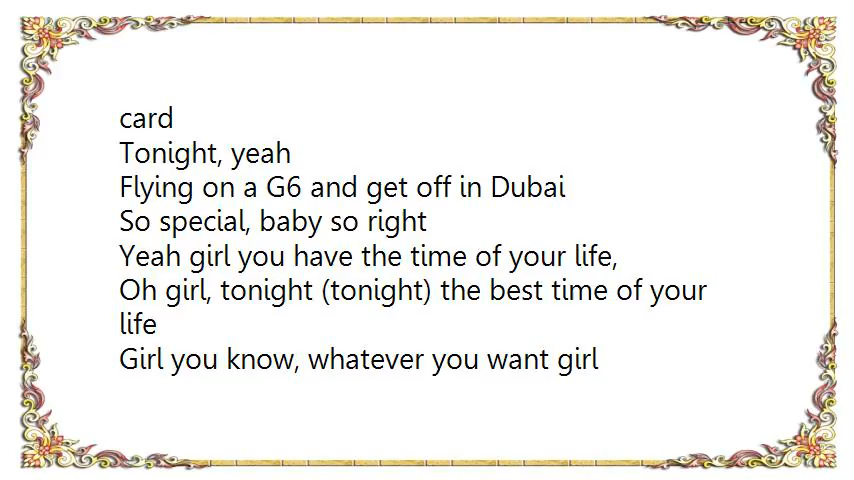 card
Tonight, yeah
Flying on a G6 and get off in Dubai
So special, baby so right
Yeah girl you have the time of your life,
Oh girl, tonight (tonight) the best time of your
life
Girl you know, whatever you want girl